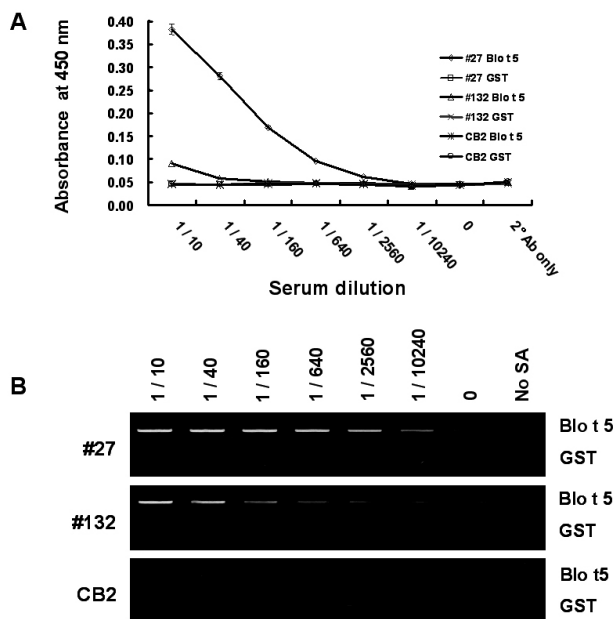 A
Absorbance at 450 nm
0.40
0.35
0.30
0.25
0.20
0.15
0.10
0.05
0.00
#27 Blo t 5
#27 GST
#132 Blo t 5
#132 GST
CB2 Blo t 5
CB2 GST
1 / 10
1 / 40
1 / 160
1 / 640
1 / 2560
1 / 10240
0
2° Ab only
Serum dilution
B
1 / 10
1 / 40
1 / 160
1 / 640
1 / 2560
1 / 10240
0
No SA
#27
Blo t 5
GST
#132
Blo t 5
GST
CB2
Blo t5
GST